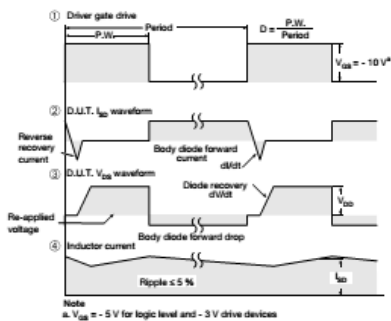 ① Driver gate drive
Period
P.W.
D = P.W. / Period
V_GS = - 10 V^a
② D.U.T. I_SD waveform
Reverse
recovery
current
Body diode forward
current
dI/dt
③ D.U.T. V_DS waveform
Diode recovery
dV/dt
V_DD
Re-applied
voltage
Body diode forward drop
④ Inductor current
Ripple ≤ 5 %
I_SD
Note
a. V_GS = - 5 V for logic level and - 3 V drive devices